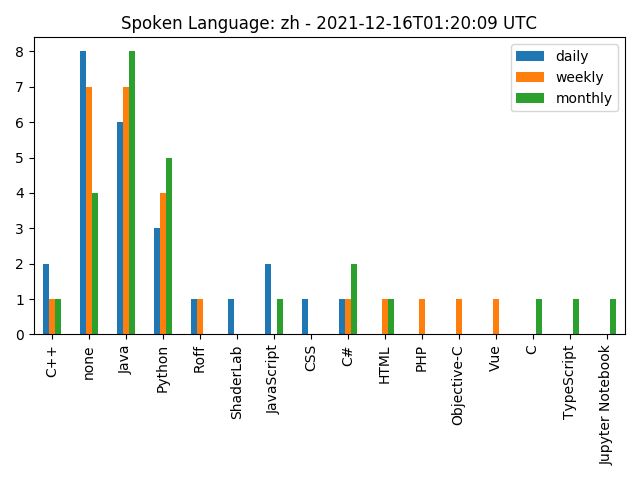 Spoken Language: zh - 2021-12-16T01:20:09 UTC
daily
weekly
monthly
8
7
6
5
4
3
2
1
0
C++
none
Java
Python
Roff
ShaderLab
JavaScript
CSS
C#
HTML
PHP
Objective-C
Vue
C
TypeScript
Jupyter Notebook